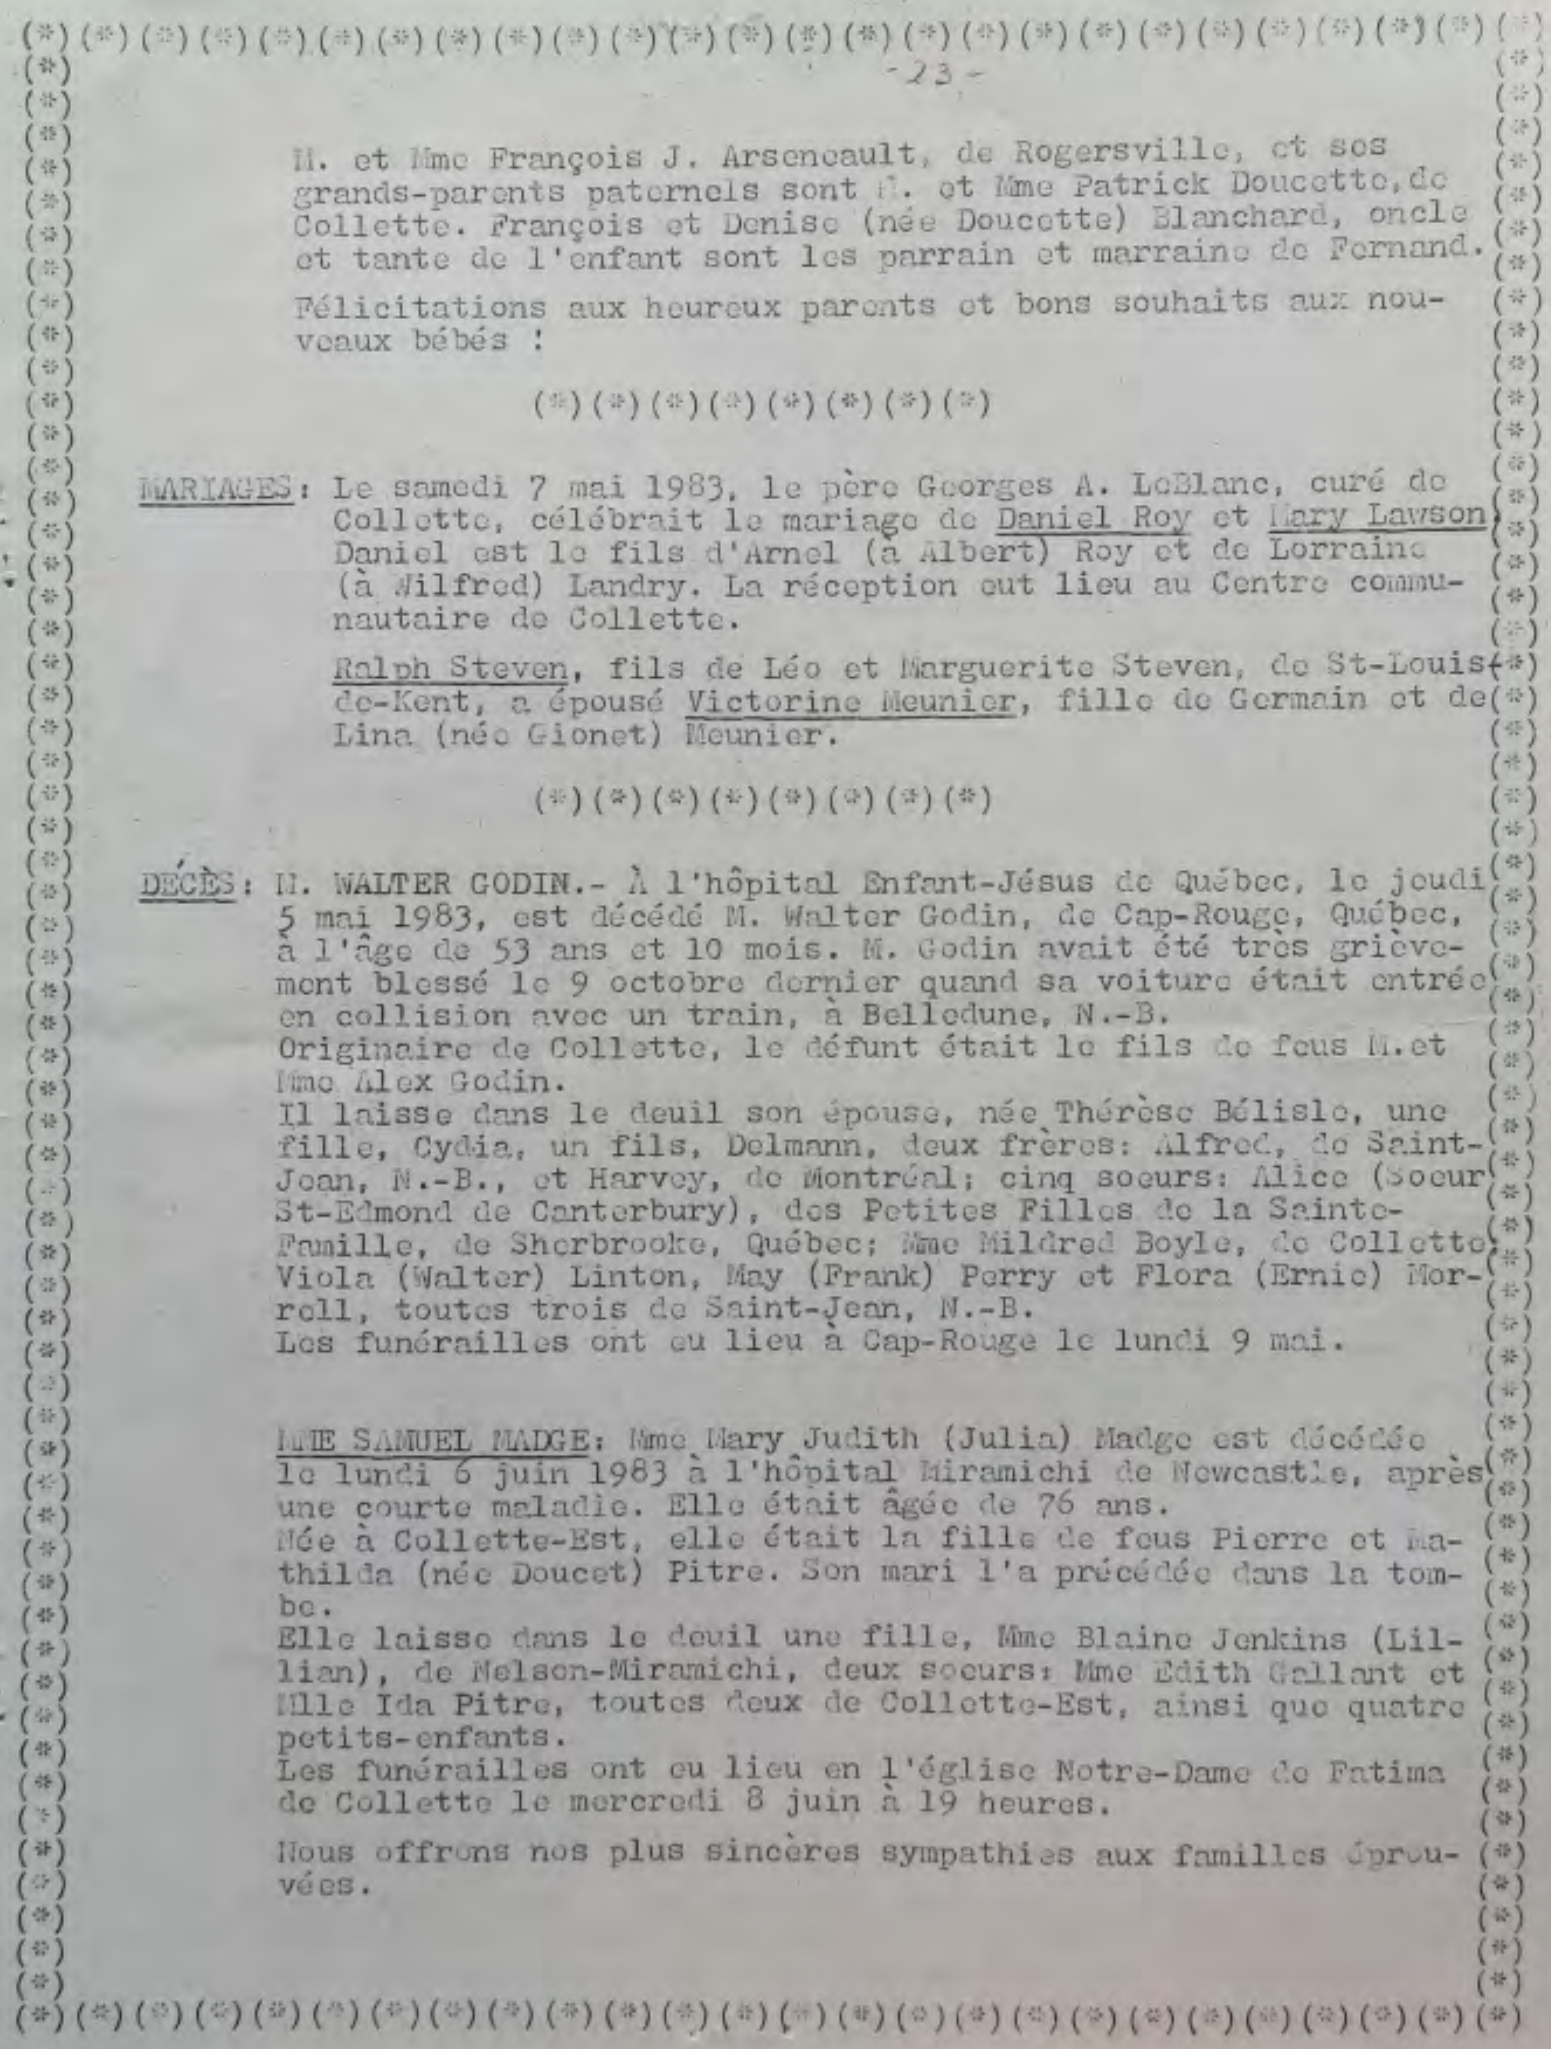 (*)(*)(*)(*)(*)(*)(*)(*)(*)(*)(*)(*)(*)(*)(*)(*)(*)(*)(*)(*)(*)(*)(*)(*)(*)(*)
-23-
M. et Mme François J. Arseneault, de Rogersville, et ses
grands-parents paternels sont M. et Mme Patrick Doucette, de
Collette. François et Denise (née Doucette) Blanchard, oncle
et tante de l'enfant sont les parrain et marraine de Fernand.
Félicitations aux heureux parents et bons souhaits aux nou-
veaux bébés !
(*)(*)(*)(*)(*)(*)(*)(*)
MARIAGES: Le samedi 7 mai 1983, le père Georges A. LeBlanc, curé de
Collette, célébrait le mariage de Daniel Roy et Mary Lawson.
Daniel est le fils d'Arnel (à Albert) Roy et de Lorraine
(à Wilfred) Landry. La réception eut lieu au Centre commu-
nautaire de Collette.
Ralph Steven, fils de Léo et Marguerite Steven, de St-Louis-
de-Kent, a épousé Victorine Meunier, fille de Germain et de
Lina (née Gionet) Meunier.
(*)(*)(*)(*)(*)(*)(*)(*)
DÉCÈS: M. WALTER GODIN.- À l'hôpital Enfant-Jésus de Québec, le jeudi
5 mai 1983, est décédé M. Walter Godin, de Cap-Rouge, Québec,
à l'âge de 53 ans et 10 mois. M. Godin avait été très griève-
ment blessé le 9 octobre dernier quand sa voiture était entrée
en collision avec un train, à Belledune, N.-B.
Originaire de Collette, le défunt était le fils de feus M.et
Mme Alex Godin.
Il laisse dans le deuil son épouse, née Thérèse Bélisle, une
fille, Cydia, un fils, Delmann, deux frères: Alfred, de Saint-
Jean, N.-B., et Harvey, de Montréal; cinq soeurs: Alice (Soeur
St-Edmond de Canterbury), des Petites Filles de la Sainte-
Famille, de Sherbrooke, Québec; Mme Mildred Boyle, de Collette,
Viola (Walter) Linton, May (Frank) Perry et Flora (Ernie) Mor-
rell, toutes trois de Saint-Jean, N.-B.
Les funérailles ont eu lieu à Cap-Rouge le lundi 9 mai.
MME SAMUEL MADGE: Mme Mary Judith (Julia) Madge est décédée
le lundi 6 juin 1983 à l'hôpital Miramichi de Newcastle, après
une courte maladie. Elle était âgée de 76 ans.
Née à Collette-Est, elle était la fille de feus Pierre et Ma-
thilda (née Doucet) Pitre. Son mari l'a précédée dans la tom-
be.
Elle laisse dans le deuil une fille, Mme Blaine Jenkins (Lil-
lian), de Nelson-Miramichi, deux soeurs: Mme Edith Gallant et
Mlle Ida Pitre, toutes deux de Collette-Est, ainsi que quatre
petits-enfants.
Les funérailles ont eu lieu en l'église Notre-Dame de Fatima
de Collette le mercredi 8 juin à 19 heures.
Nous offrons nos plus sincères sympathies aux familles éprou-
vées.
(*)(*)(*)(*)(*)(*)(*)(*)(*)(*)(*)(*)(*)(*)(*)(*)(*)(*)(*)(*)(*)(*)(*)(*)(*)(*)